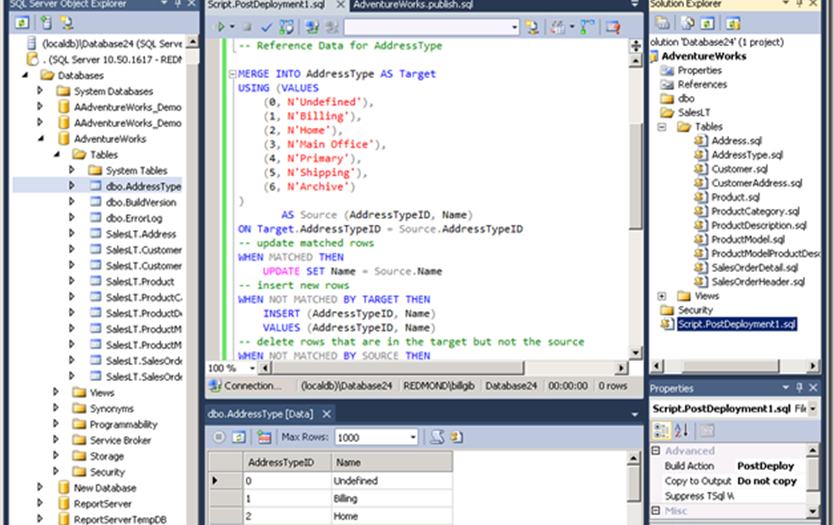 SQL Server Object Explorer
(localdb)\Database24 (SQL Serve
. (SQL Server 10.50.1617 - REDM
Databases
System Databases
AAdventureWorks_Demo
AAdventureWorks_Demo
AdventureWorks
Tables
System Tables
dbo.AddressType
dbo.BuildVersion
dbo.ErrorLog
SalesLT.Address
SalesLT.Customer
SalesLT.Customer
SalesLT.Product
SalesLT.ProductC
SalesLT.ProductD
SalesLT.ProductM
SalesLT.ProductM
SalesLT.SalesOrde
SalesLT.SalesOrde
Views
Synonyms
Programmability
Service Broker
Storage
Security
New Database
ReportServer
ReportServerTempDB
Script.PostDeployment1.sql
AdventureWorks.publish.sql
-- Reference Data for AddressType
MERGE INTO AddressType AS Target
USING (VALUES
(0, N'Undefined'),
(1, N'Billing'),
(2, N'Home'),
(3, N'Main Office'),
(4, N'Primary'),
(5, N'Shipping'),
(6, N'Archive')
)
AS Source (AddressTypeID, Name)
ON Target.AddressTypeID = Source.AddressTypeID
-- update matched rows
WHEN MATCHED THEN
UPDATE SET Name = Source.Name
-- insert new rows
WHEN NOT MATCHED BY TARGET THEN
INSERT (AddressTypeID, Name)
VALUES (AddressTypeID, Name)
-- delete rows that are in the target but not the source
WHEN NOT MATCHED BY SOURCE THEN
100 %
Connection... (localdb)\Database24 REDMOND\billgib Database24 00:00:00 0 rows
dbo.AddressType [Data]
Max Rows: 1000
AddressTypeID Name
0 Undefined
1 Billing
2 Home
Solution Explorer
olution 'Database24' (1 project)
AdventureWorks
Properties
References
dbo
SalesLT
Tables
Address.sql
AddressType.sql
Customer.sql
CustomerAddress.sql
Product.sql
ProductCategory.sql
ProductDescription.sql
ProductModel.sql
ProductModelProductDesc
SalesOrderDetail.sql
SalesOrderHeader.sql
Views
Security
Script.PostDeployment1.sql
Properties
Script.PostDeployment1.sql File
Advanced
Build Action PostDeploy
Copy to Output Do not copy
Suppress TSql W
Misc